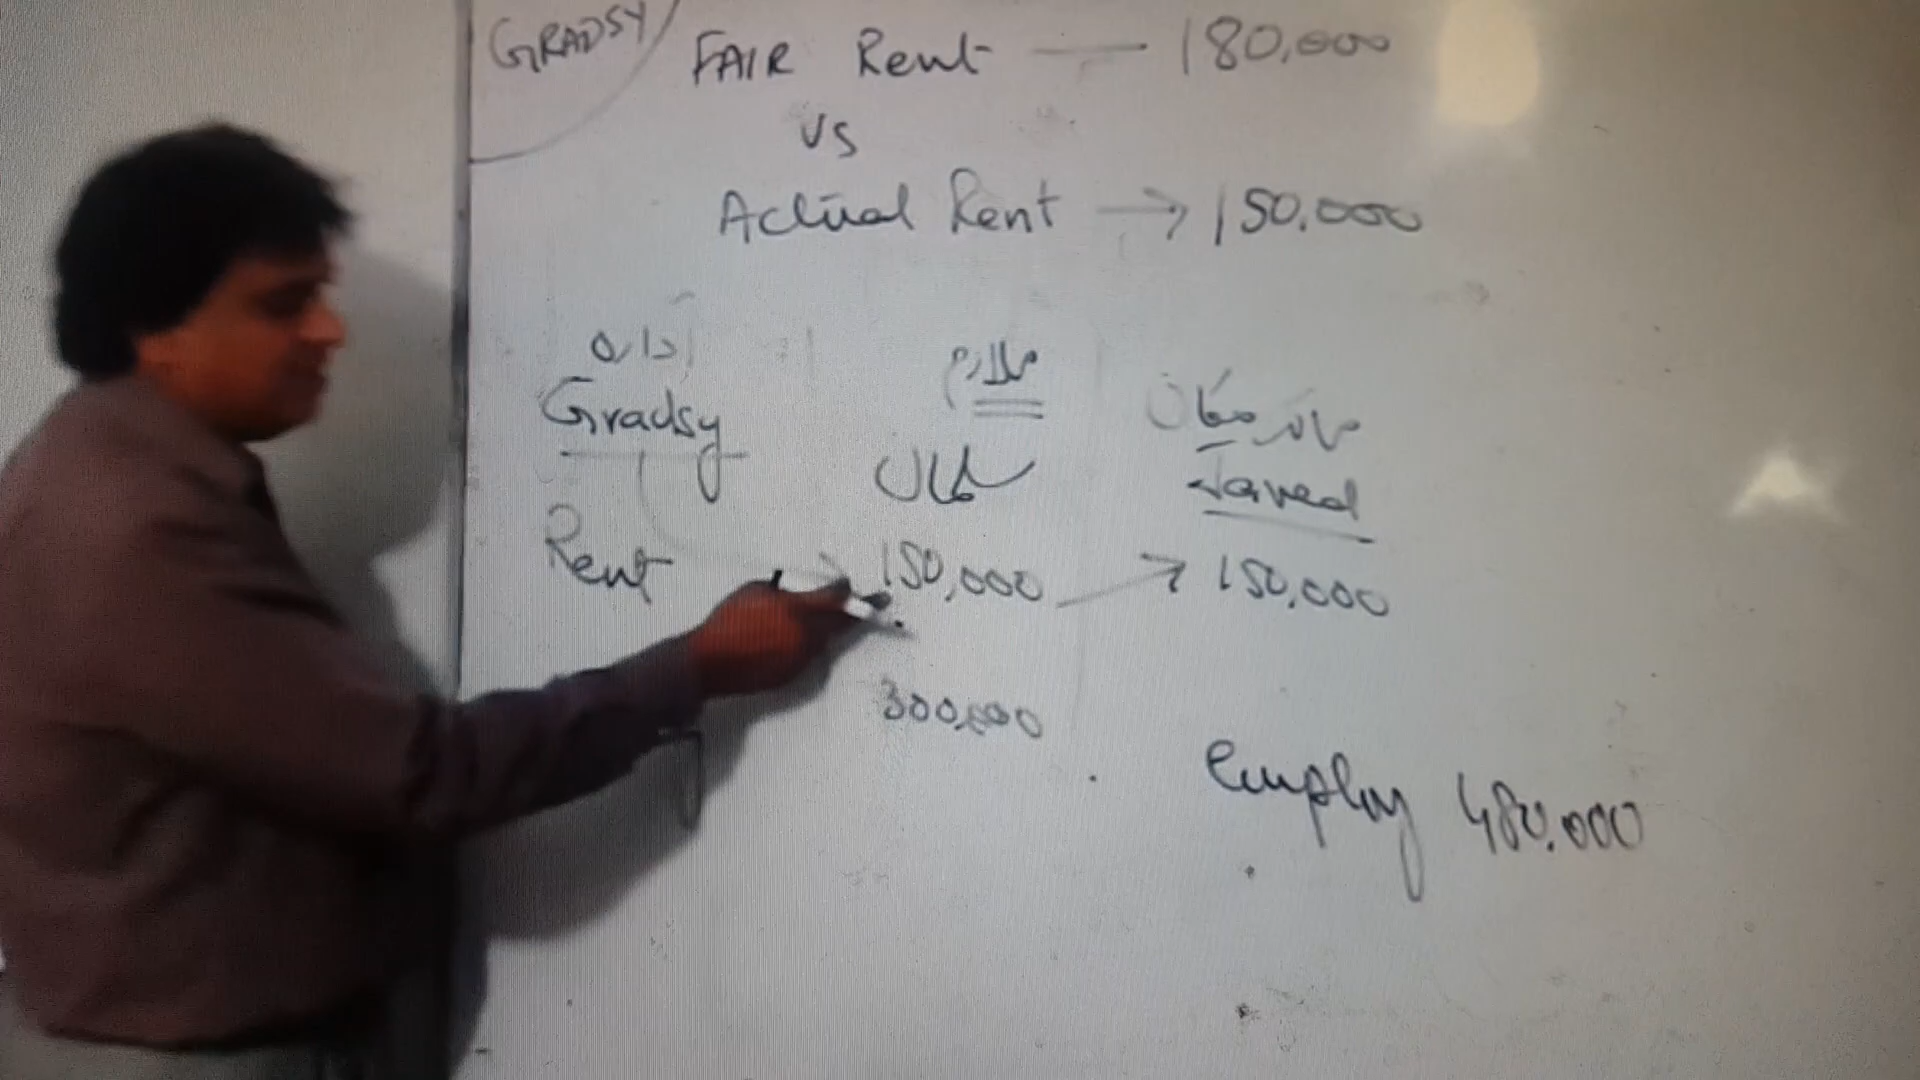 GRADSY
FAIR Rent — 180,000
VS
Actual Rent → 150,000
ادارہ ملازم مالک مکان
Gradsy سلمان Javed
Rent → 150,000 → 150,000
300,000
employ 480,000